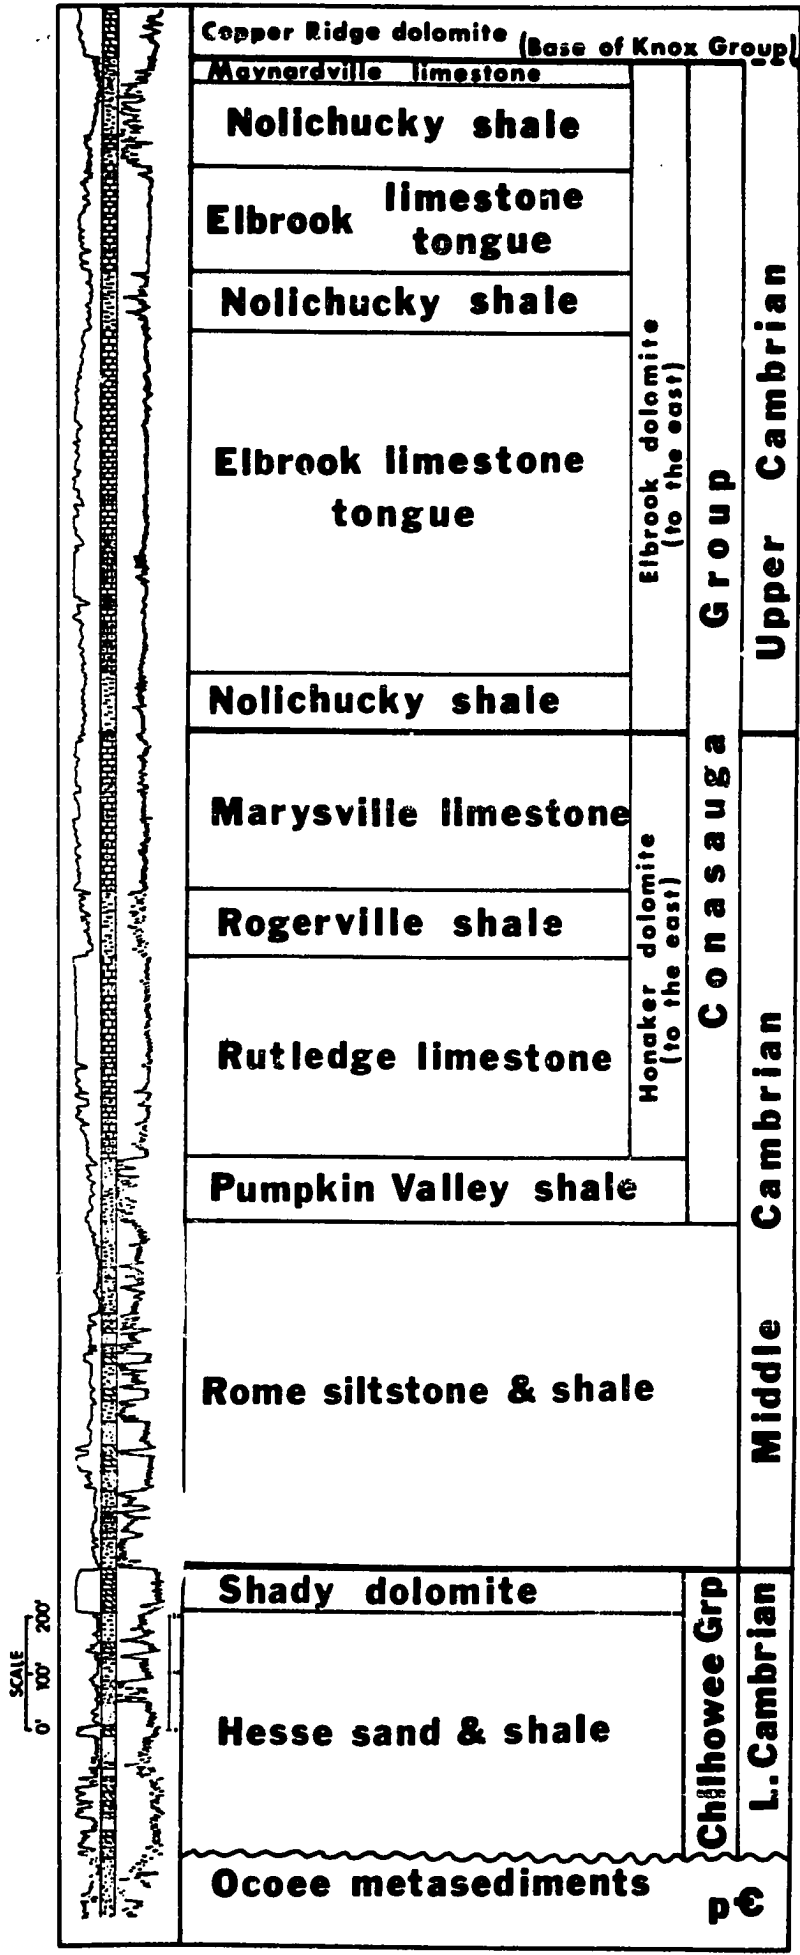 Copper Ridge dolomite (Base of Knox Group)
Maynardville limestone
Nolichucky shale
Elbrook limestone
tongue
Nolichucky shale
Elbrook limestone
tongue
Nolichucky shale
Elbrook dolomite
(to the east)
Marysville limestone
Rogerville shale
Rutledge limestone
Honaker dolomite
(to the east)
Pumpkin Valley shale
Conasauga Group
Upper Cambrian
Rome siltstone & shale
Middle Cambrian
Shady dolomite
Hesse sand & shale
Chilhowee Grp
L. Cambrian
Ocoee metasediments
p€
SCALE
0' 100' 200'